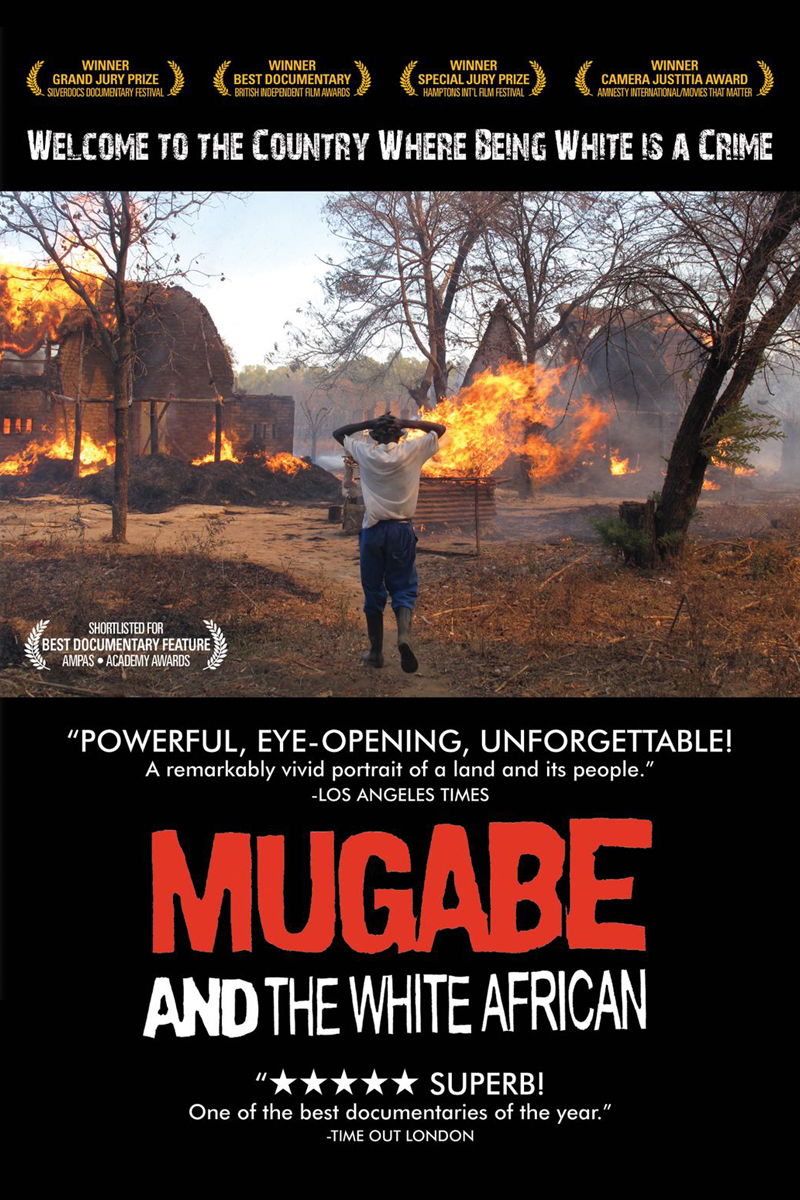 WINNER
GRAND JURY PRIZE
SILVERDOCS DOCUMENTARY FESTIVAL
WINNER
BEST DOCUMENTARY
BRITISH INDEPENDENT FILM AWARDS
WINNER
SPECIAL JURY PRIZE
HAMPTONS INT'L FILM FESTIVAL
WINNER
CAMERA JUSTITIA AWARD
AMNESTY INTERNATIONAL/MOVIES THAT MATTER
WELCOME TO THE COUNTRY WHERE BEING WHITE IS A CRIME
SHORTLISTED FOR
BEST DOCUMENTARY FEATURE
AMPAS • ACADEMY AWARDS
“POWERFUL, EYE-OPENING, UNFORGETTABLE!
A remarkably vivid portrait of a land and its people.”
-LOS ANGELES TIMES
MUGABE
AND THE WHITE AFRICAN
“★★★★★ SUPERB!
One of the best documentaries of the year.”
-TIME OUT LONDON